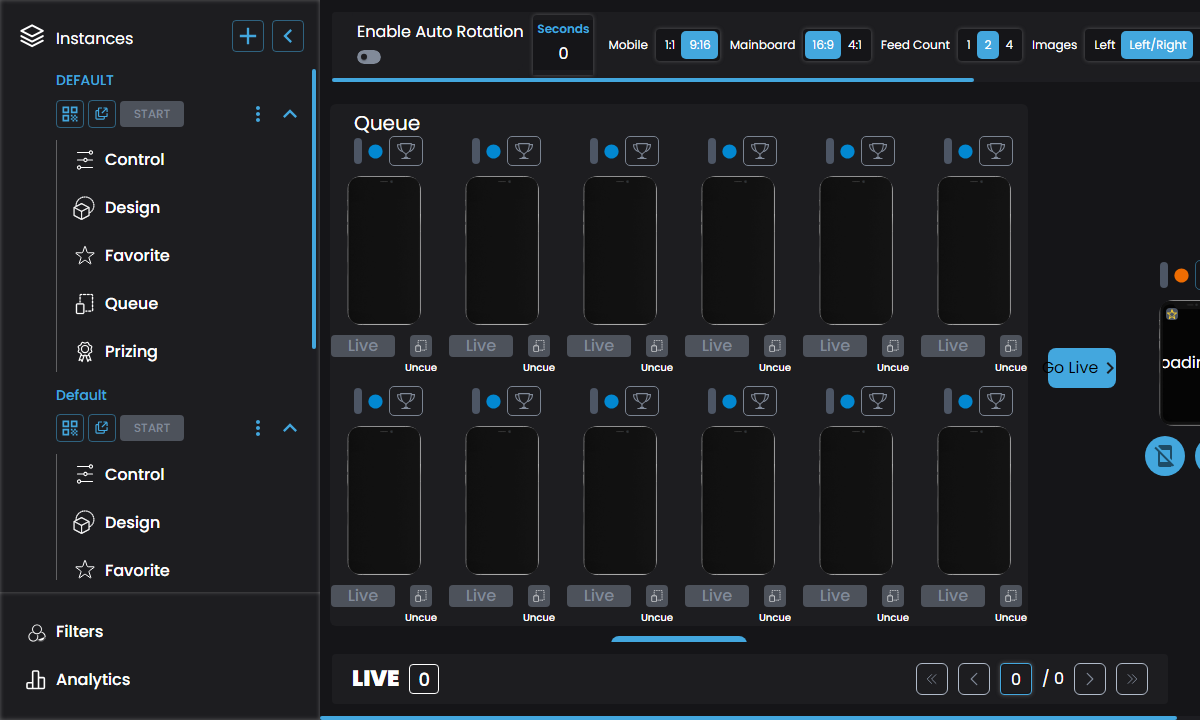 Instances
DEFAULT
START
Control
Design
Favorite
Queue
Prizing
Default
START
Control
Design
Favorite
Filters
Analytics
Enable Auto Rotation
Seconds
0
Mobile 1:1 9:16 Mainboard 16:9 4:1 Feed Count 1 2 4 Images Left Left/Right
Queue
Live Live Live Live Live Live
Uncue Uncue Uncue Uncue Uncue Uncue
Live Live Live Live Live Live
Uncue Uncue Uncue Uncue Uncue Uncue
Go Live
LIVE 0
0 / 0